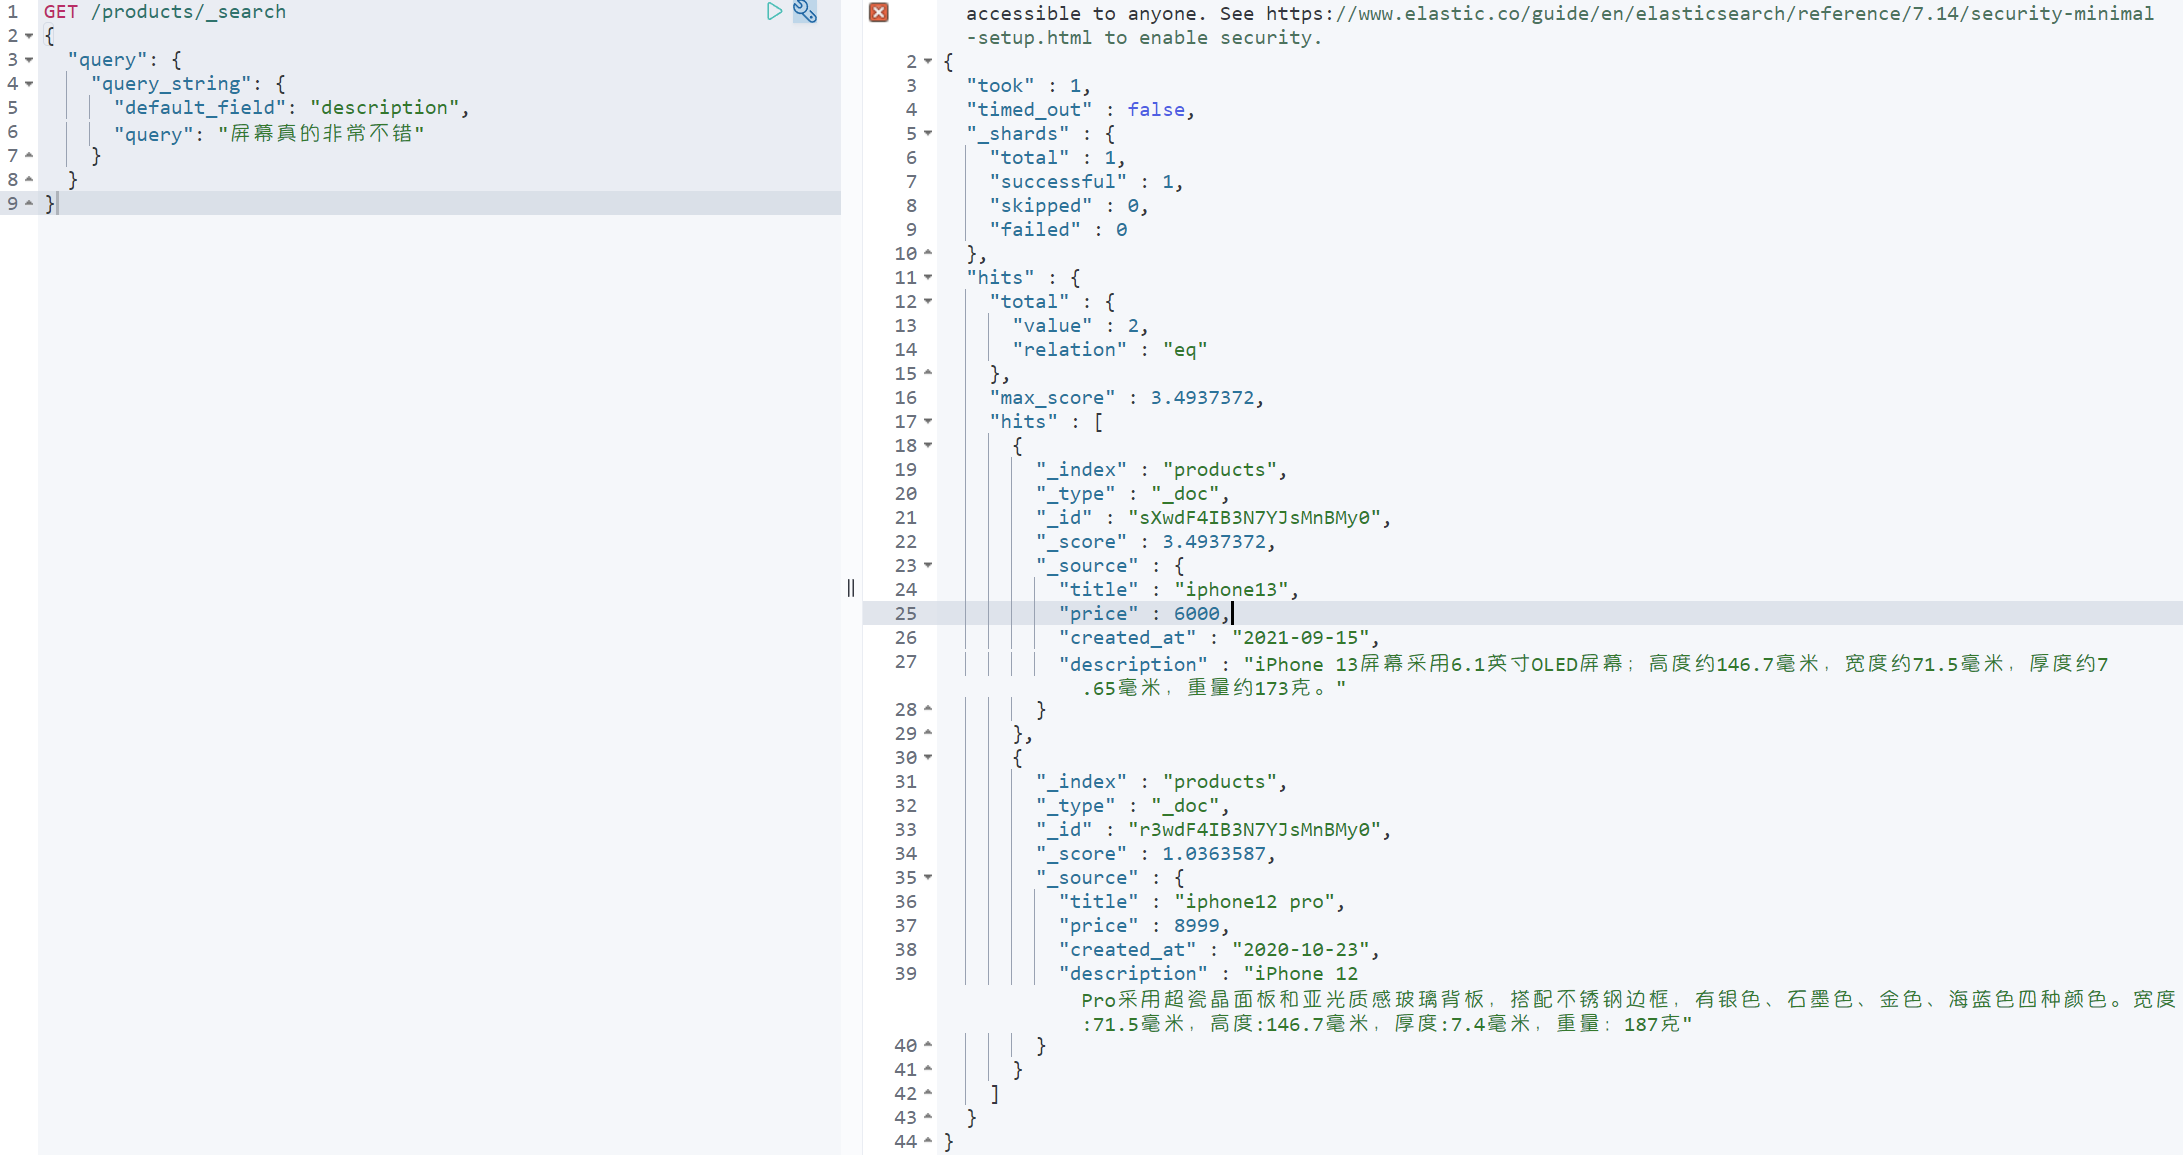 1 GET /products/_search
2 {
3 "query": {
4 "query_string": {
5 "default_field": "description",
6 "query": "屏幕真的非常不错"
7 }
8 }
9 }
accessible to anyone. See https://www.elastic.co/guide/en/elasticsearch/reference/7.14/security-minimal
-setup.html to enable security.
2 {
3 "took" : 1,
4 "timed_out" : false,
5 "_shards" : {
6 "total" : 1,
7 "successful" : 1,
8 "skipped" : 0,
9 "failed" : 0
10 },
11 "hits" : {
12 "total" : {
13 "value" : 2,
14 "relation" : "eq"
15 },
16 "max_score" : 3.4937372,
17 "hits" : [
18 {
19 "_index" : "products",
20 "_type" : "_doc",
21 "_id" : "sXwdF4IB3N7YJsMnBMy0",
22 "_score" : 3.4937372,
23 "_source" : {
24 "title" : "iphone13",
25 "price" : 6000,
26 "created_at" : "2021-09-15",
27 "description" : "iPhone 13屏幕采用6.1英寸OLED屏幕；高度约146.7毫米，宽度约71.5毫米，厚度约7
.65毫米，重量约173克。"
28 }
29 },
30 {
31 "_index" : "products",
32 "_type" : "_doc",
33 "_id" : "r3wdF4IB3N7YJsMnBMy0",
34 "_score" : 1.0363587,
35 "_source" : {
36 "title" : "iphone12 pro",
37 "price" : 8999,
38 "created_at" : "2020-10-23",
39 "description" : "iPhone 12
Pro采用超瓷晶面板和亚光质感玻璃背板，搭配不锈钢边框，有银色、石墨色、金色、海蓝色四种颜色。宽度
:71.5毫米，高度:146.7毫米，厚度:7.4毫米，重量：187克"
40 }
41 }
42 ]
43 }
44 }